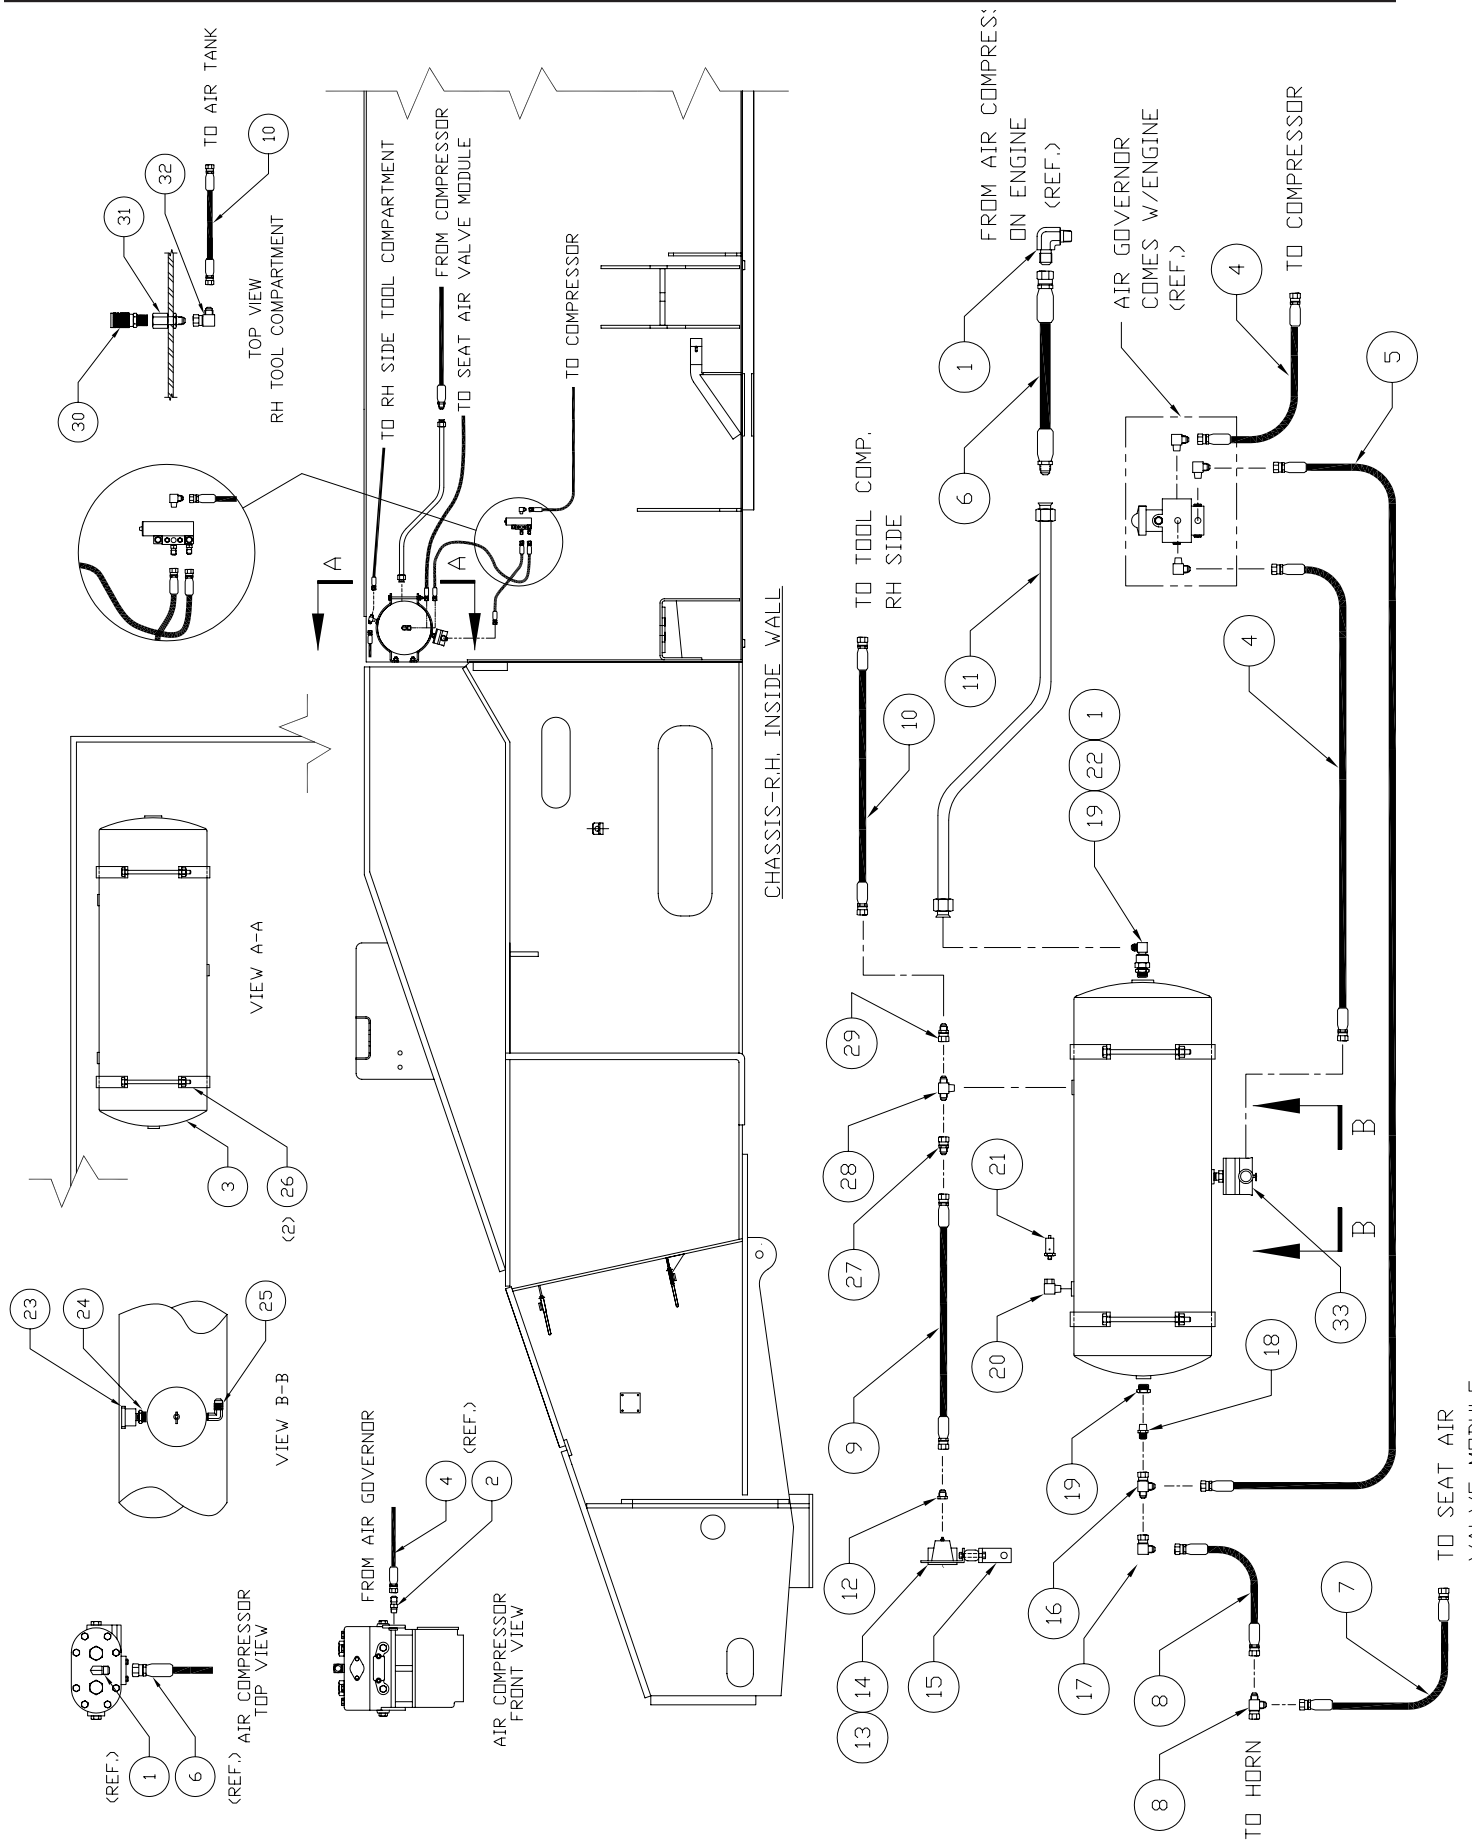 (REF.)
1
6
(REF.)
AIR COMPRESSOR
TOP VIEW
FROM AIR GOVERNOR
4
(REF.)
2
AIR COMPRESSOR
FRONT VIEW
23
24
25
VIEW B-B
3
(2) 26
VIEW A-A
30
31
32
TO AIR TANK
10
TOP VIEW
RH TOOL COMPARTMENT
A
A
TO RH SIDE TOOL COMPARTMENT
FROM COMPRESSOR
TO SEAT AIR VALVE MODULE
TO COMPRESSOR
CHASSIS-R.H. INSIDE WALL
13
14
12
15
9
27
28
29
TO TOOL COMP.
RH SIDE
10
11
6
1
FROM AIR COMPRES
ON ENGINE
(REF.)
20
21
19
22
1
AIR GOVERNOR
COMES W/ENGINE
(REF.)
4
TO COMPRESSOR
5
4
17
16
19
18
33
B
B
8
8
TO HORN
7
TO SEAT AIR
VALVE MODULE